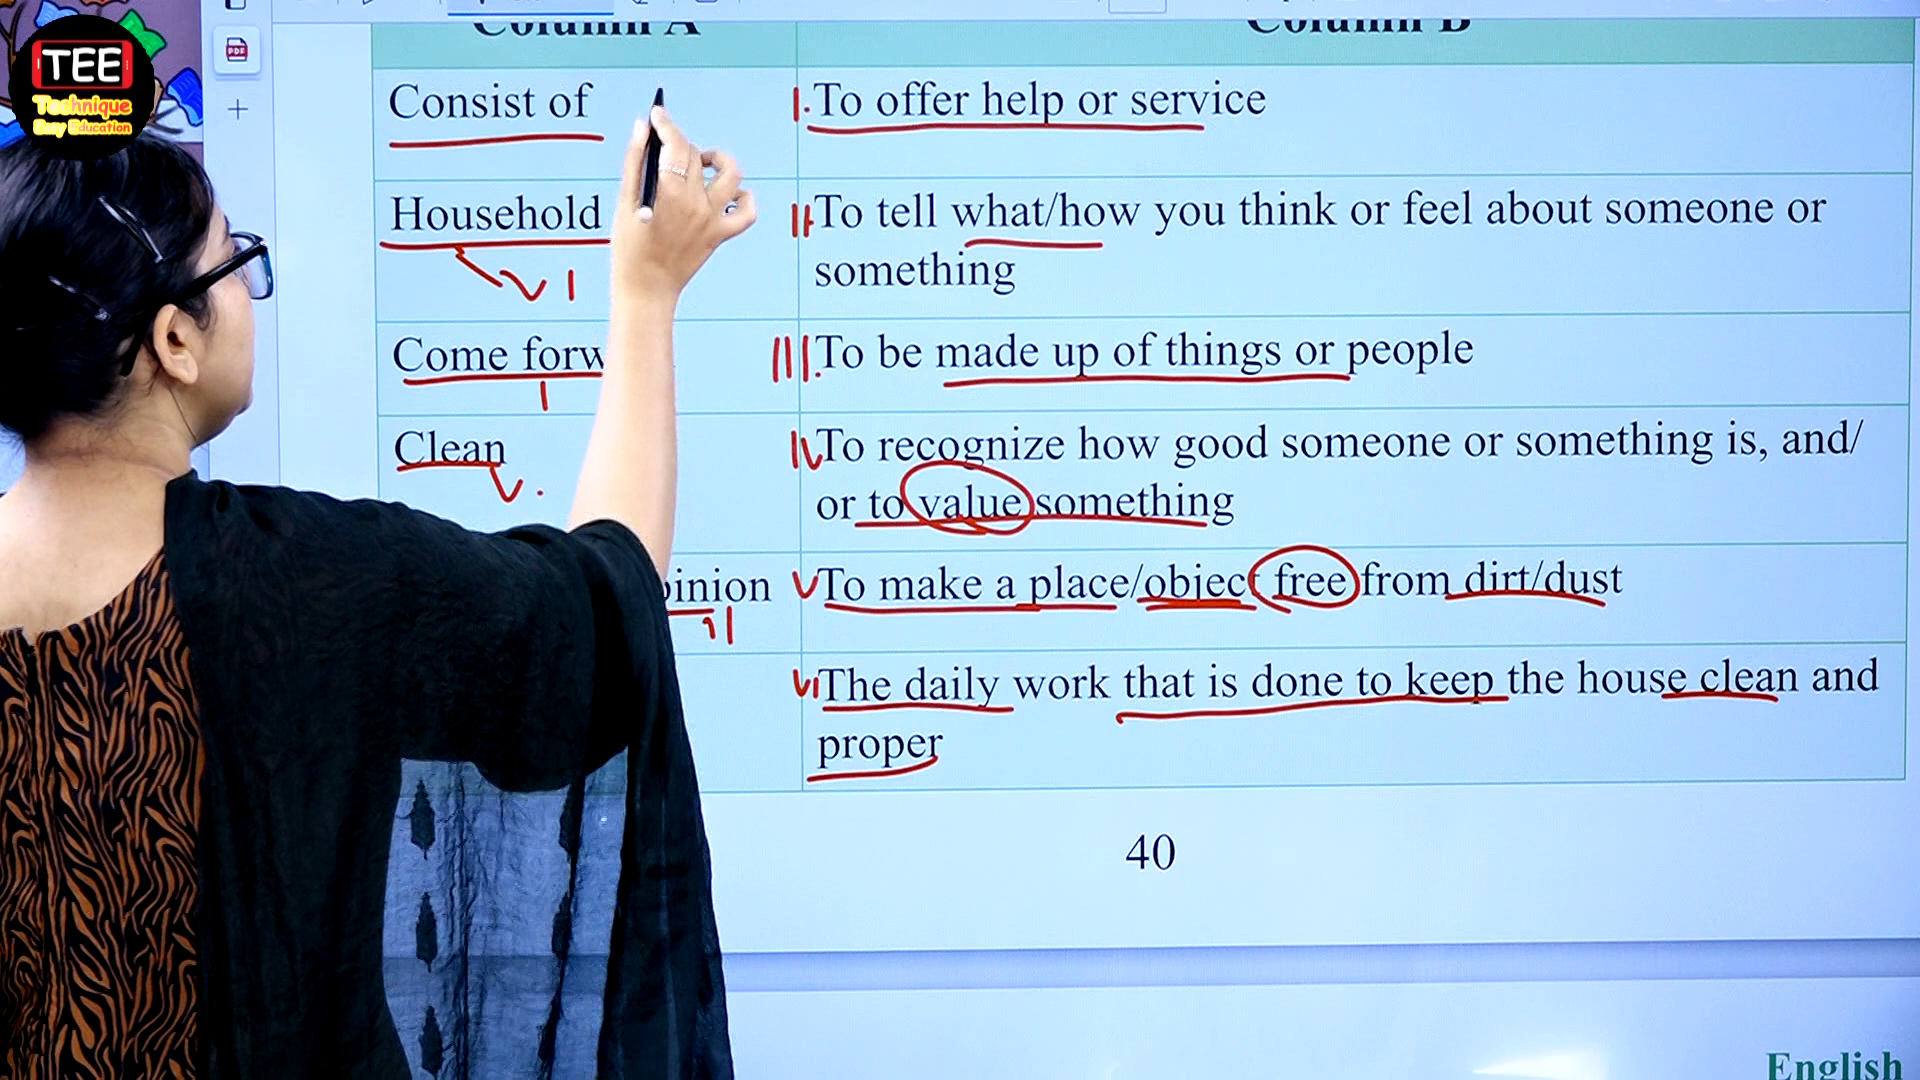 TEE
Technique
Easy Education
PDF
Column A
Column B
Consist of
I. To offer help or service
Household
VI
II. To tell what/how you think or feel about someone or
something
Come forw
I
III. To be made up of things or people
Clean
V.
IV To recognize how good someone or something is, and/
or to value something
pinion
II
V To make a place/object free from dirt/dust
VI The daily work that is done to keep the house clean and
proper
40
English